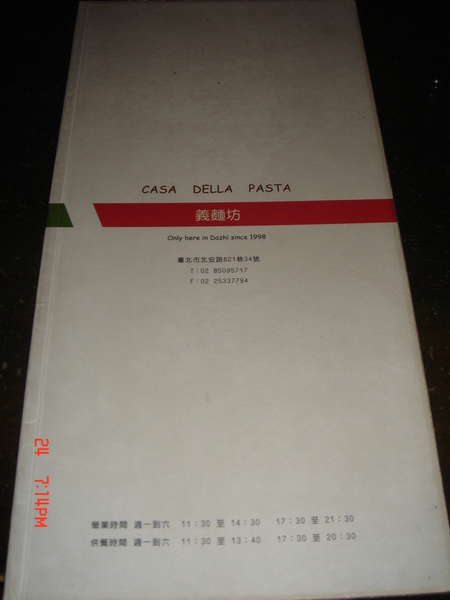 CASA DELLA PASTA
義麵坊
Only here in Dazhi since 1998
臺北市北安路621巷34號
T：02 85095717
F：02 25337794
營業時間 週一到六 11：30 至 14：30 17：30 至 21：30
供餐時間 週一到六 11：30 至 13：40 17：30 至 20：30
24 7:14PM